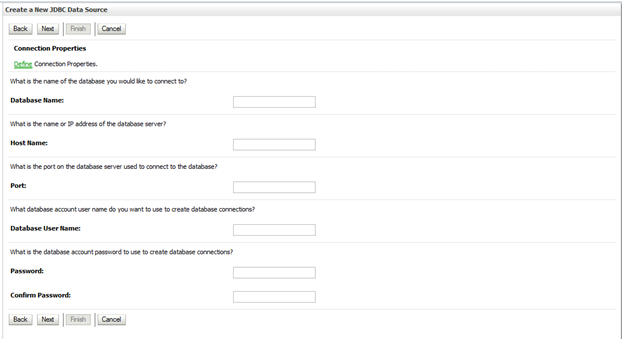 Create a New JDBC Data Source
Back Next Finish Cancel
Connection Properties
Define Connection Properties.
What is the name of the database you would like to connect to?
Database Name:
What is the name or IP address of the database server?
Host Name:
What is the port on the database server used to connect to the database?
Port:
What database account user name do you want to use to create database connections?
Database User Name:
What is the database account password to use to create database connections?
Password:
Confirm Password:
Back Next Finish Cancel